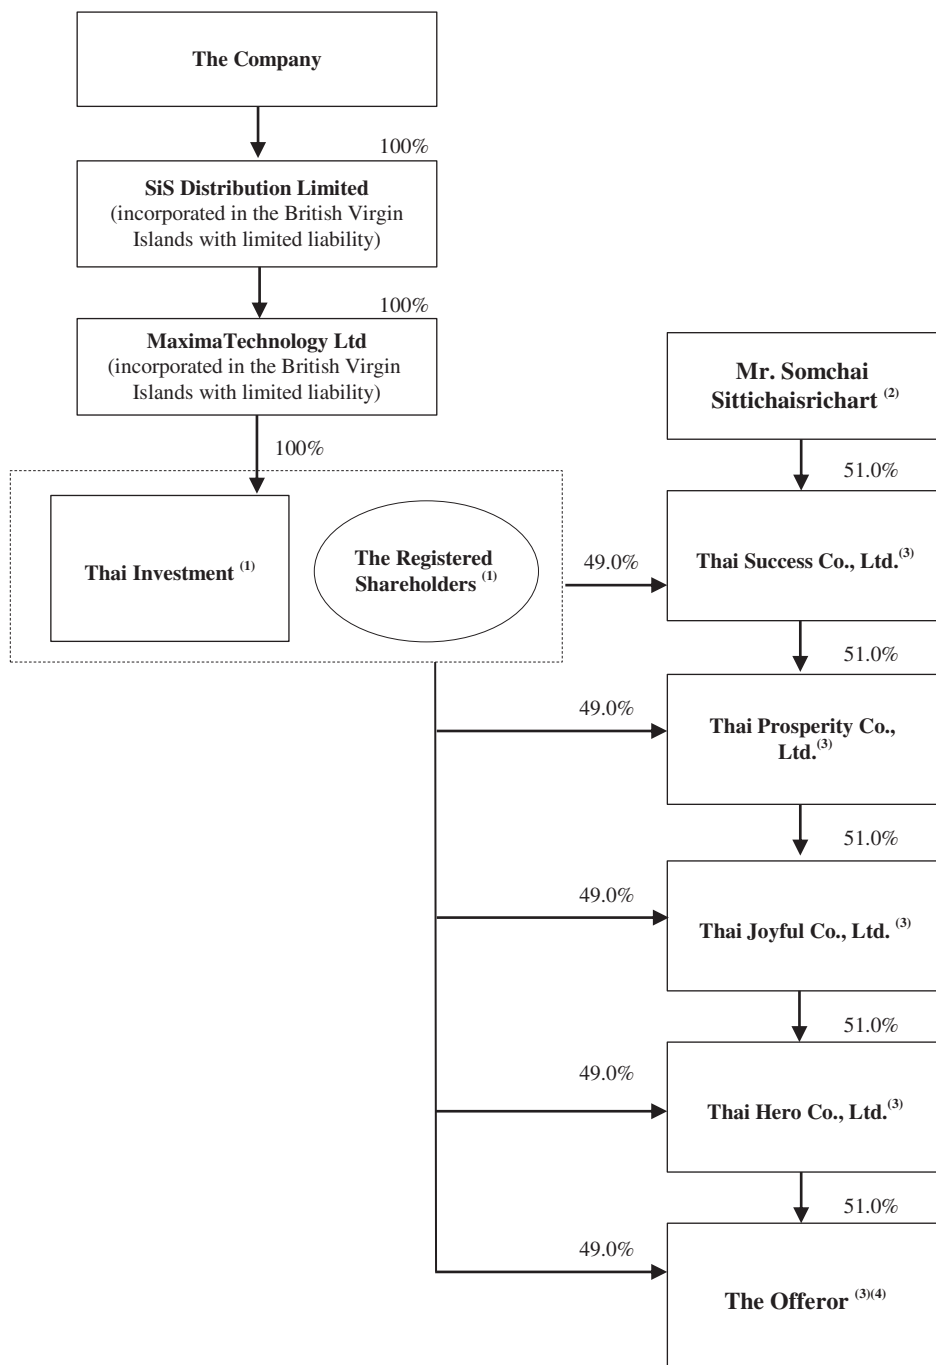 The Company
100%
SiS Distribution Limited
(incorporated in the British Virgin
Islands with limited liability)
100%
MaximaTechnology Ltd
(incorporated in the British Virgin
Islands with limited liability)
100%
Thai Investment (1)
The Registered
Shareholders (1)
Mr. Somchai
Sittichaisrichart (2)
51.0%
49.0%
Thai Success Co., Ltd.(3)
51.0%
49.0%
Thai Prosperity Co.,
Ltd.(3)
51.0%
49.0%
Thai Joyful Co., Ltd. (3)
51.0%
49.0%
Thai Hero Co., Ltd.(3)
51.0%
49.0%
The Offeror (3)(4)